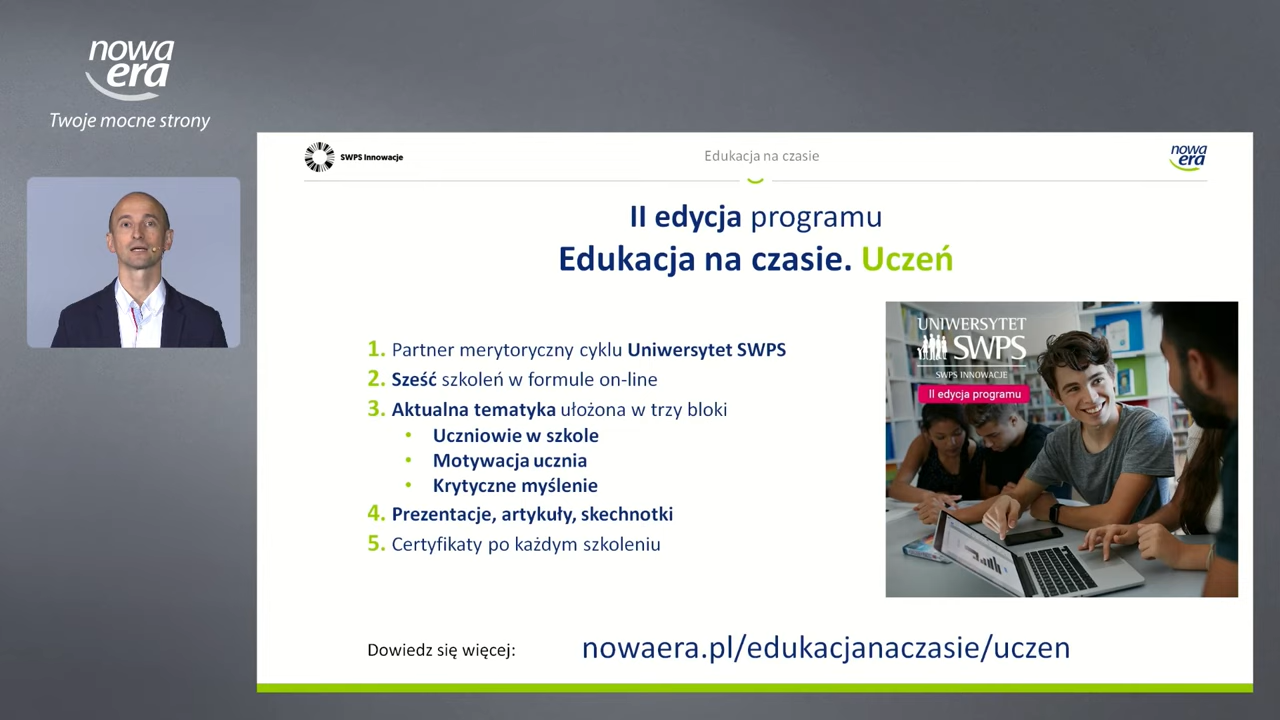 nowa
era
Twoje mocne strony
SWPS Innowacje
Edukacja na czasie
nowa
era
II edycja programu
Edukacja na czasie. Uczeń
1. Partner merytoryczny cyklu Uniwersytet SWPS
2. Sześć szkoleń w formule on-line
3. Aktualna tematyka ułożona w trzy bloki
• Uczniowie w szkole
• Motywacja ucznia
• Krytyczne myślenie
4. Prezentacje, artykuły, skechnotki
5. Certyfikaty po każdym szkoleniu
UNIWERSYTET
SWPS
SWPS INNOWACJE
II edycja programu
Dowiedz się więcej:
nowaera.pl/edukacjanaczasie/uczen